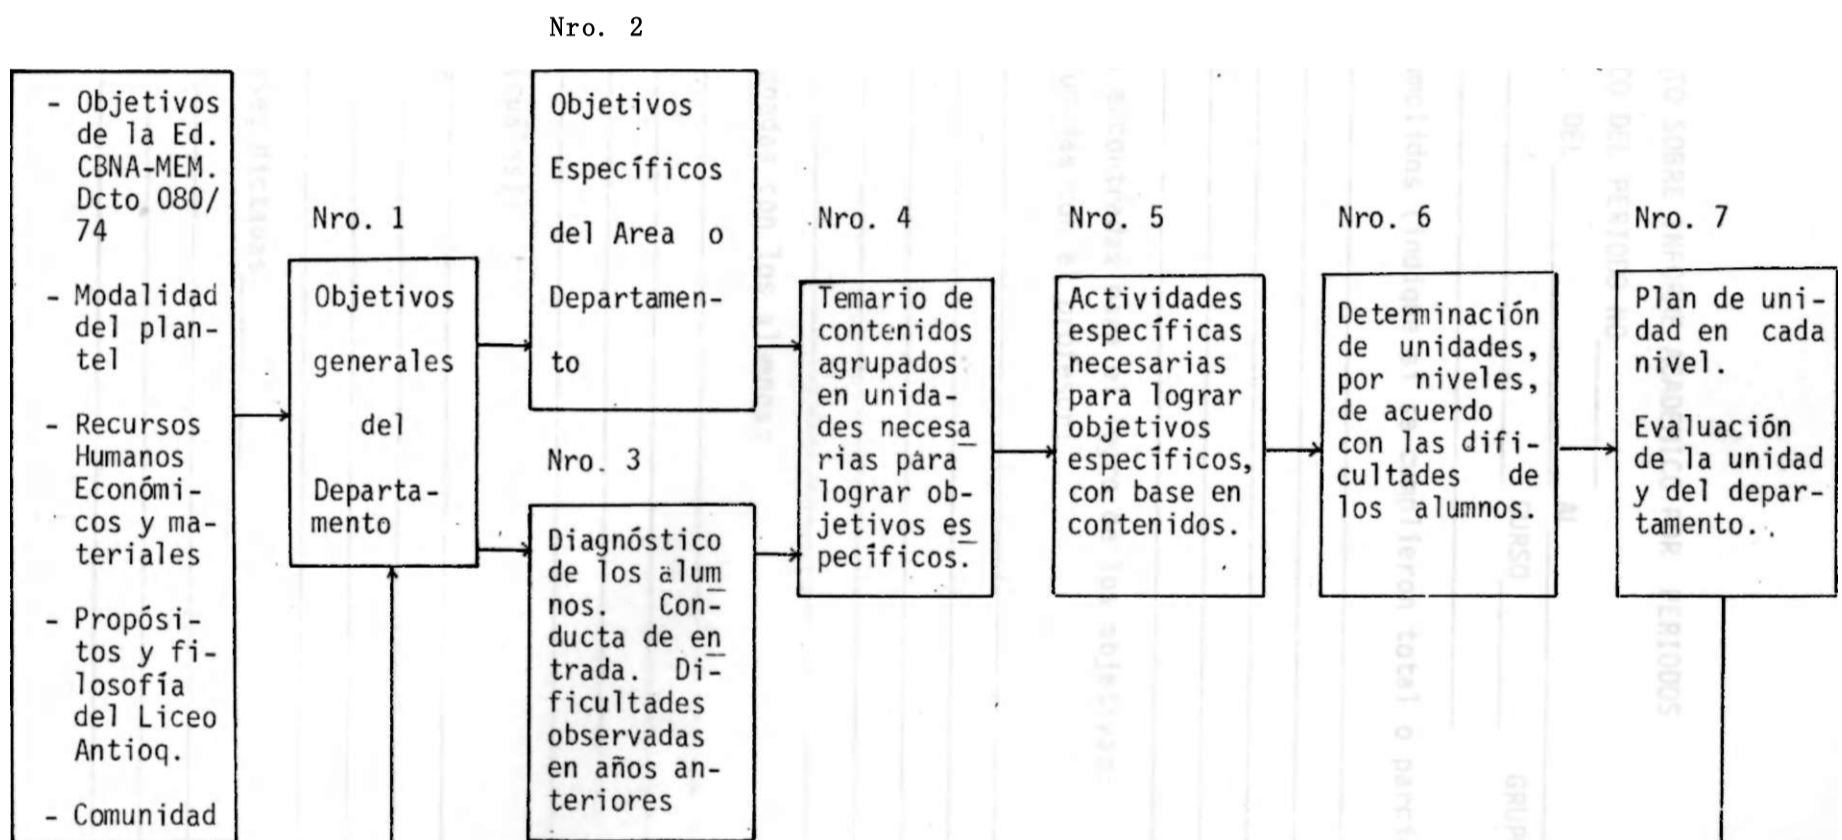 Nro. 2
- Objetivos
de la Ed.
CBNA-MEM.
Dcto 080/
74
- Modalidad
del plan-
tel
- Recursos
Humanos
Económi-
cos y ma-
teriales
- Propósi-
tos y fi-
losofía
del Liceo
Antioq.
- Comunidad
Nro. 1
Objetivos
generales
del
Departa-
mento
Objetivos
Específicos
del Area o
Departamen-
to
Nro. 3
Diagnóstico
de los alum
nos. Con-
ducta de en
trada. Di-
ficultades
observadas
en años an-
teriores
Nro. 4
Temario de
contenidos
agrupados
en unida-
des necesa
rias para
lograr ob-
jetivos es
pecíficos.
Nro. 5
Actividades
específicas
necesarias
para lograr
objetivos
específicos,
con base en
contenidos.
Nro. 6
Determinación
de unidades,
por niveles,
de acuerdo
con las difi-
cultades de
los alumnos.
Nro. 7
Plan de uni-
dad en cada
nivel.
Evaluación
de la unidad
y del depar-
tamento.